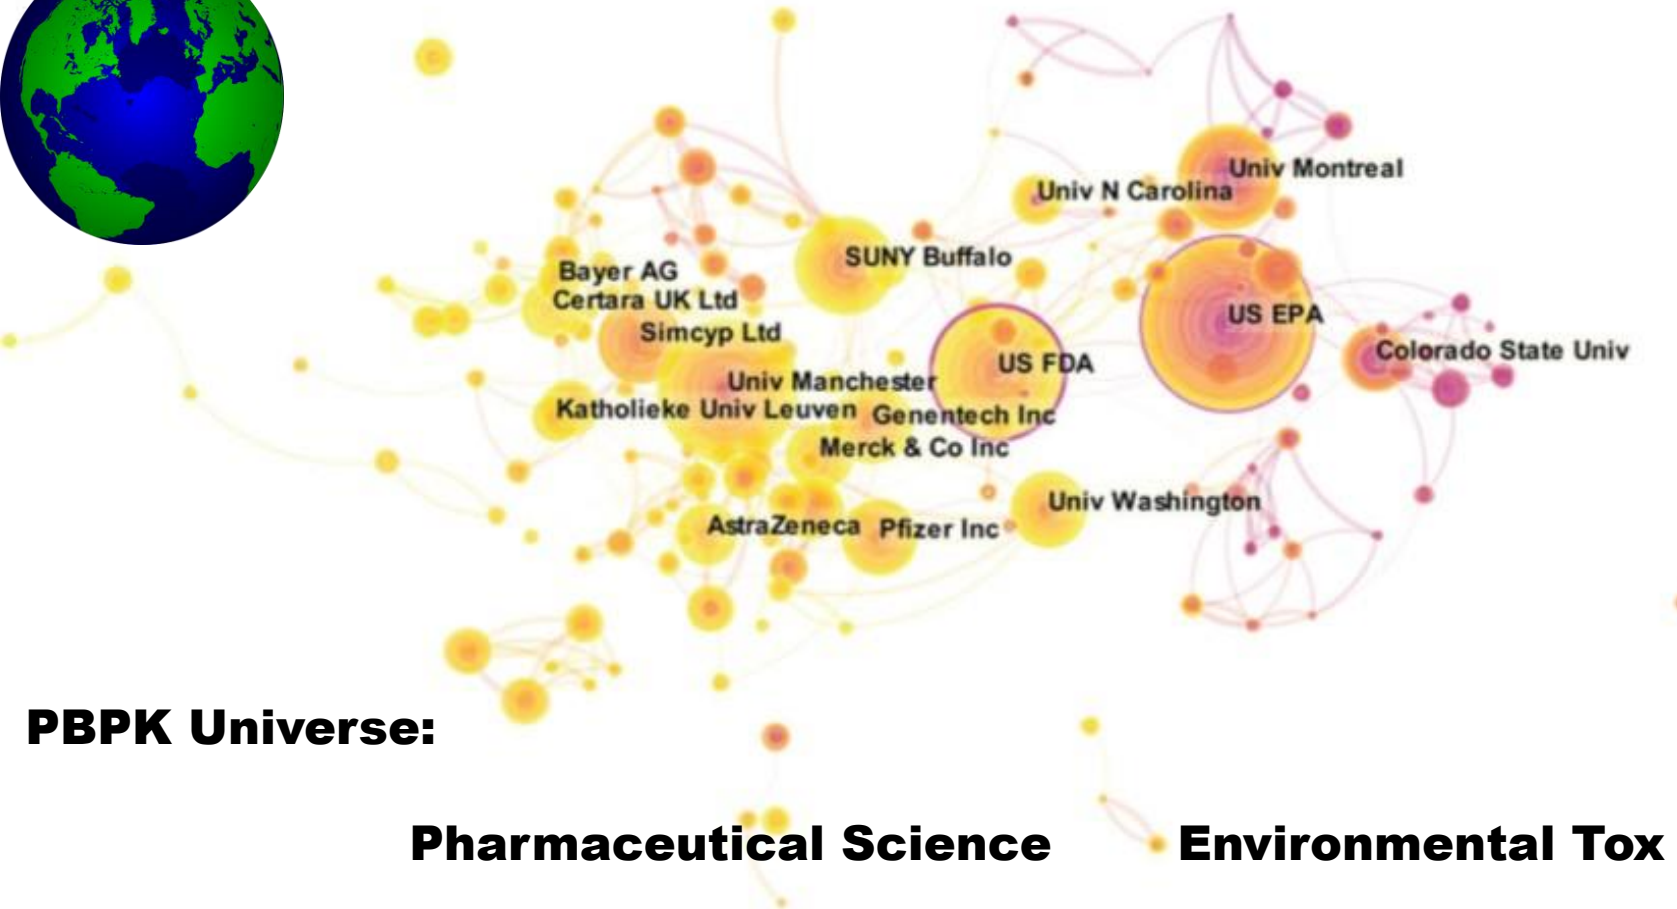 Univ Montreal
Univ N Carolina
SUNY Buffalo
Bayer AG
Certara UK Ltd
US EPA
Simcyp Ltd
Colorado State Univ
US FDA
Univ Manchester
Katholieke Univ Leuven
Genentech Inc
Merck & Co Inc
Univ Washington
AstraZeneca
Pfizer Inc
PBPK Universe:
Pharmaceutical Science
Environmental Tox